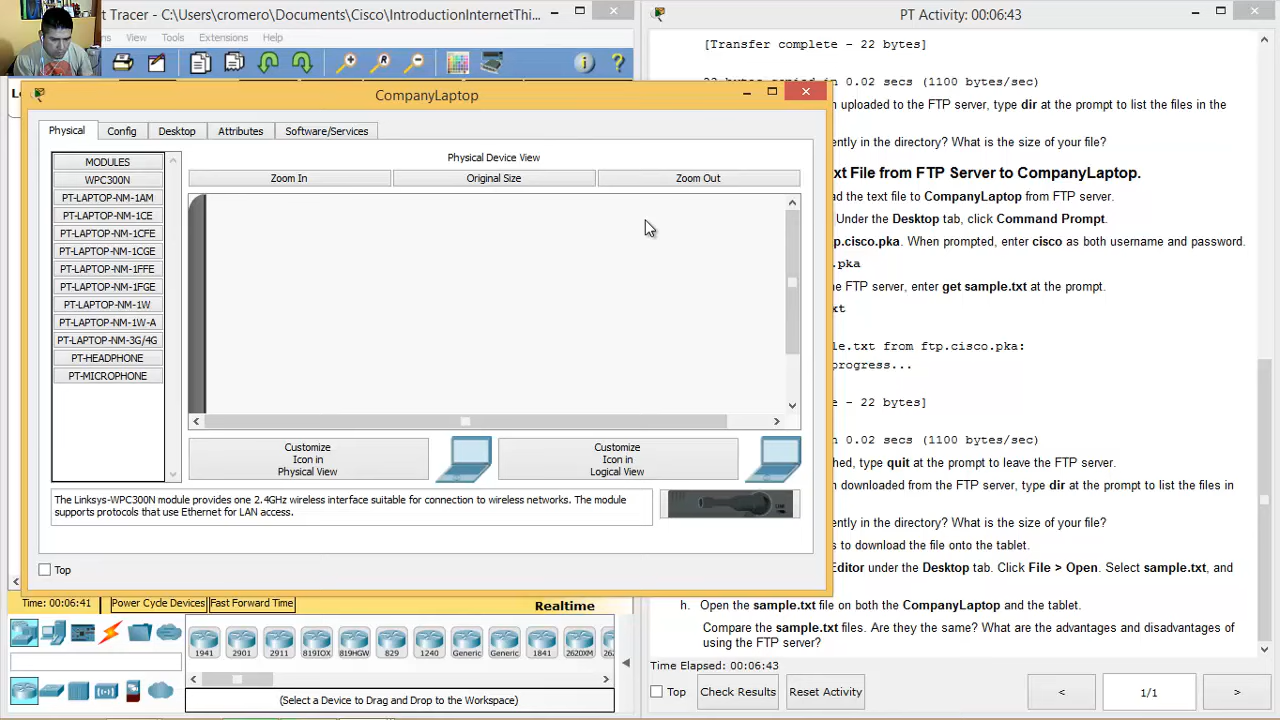 t Tracer - C:\Users\cromero\Documents\Cisco\IntroductionInternetThi...
PT Activity: 00:06:43
View
Tools
Extensions
Help
CompanyLaptop
Physical
Config
Desktop
Attributes
Software/Services
MODULES
WPC300N
PT-LAPTOP-NM-1AM
PT-LAPTOP-NM-1CE
PT-LAPTOP-NM-1CFE
PT-LAPTOP-NM-1CGE
PT-LAPTOP-NM-1FFE
PT-LAPTOP-NM-1FGE
PT-LAPTOP-NM-1W
PT-LAPTOP-NM-1W-A
PT-LAPTOP-NM-3G/4G
PT-HEADPHONE
PT-MICROPHONE
Physical Device View
Zoom In
Original Size
Zoom Out
Customize
Icon in
Physical View
Customize
Icon in
Logical View
The Linksys-WPC300N module provides one 2.4GHz wireless interface suitable for connection to wireless networks. The module
supports protocols that use Ethernet for LAN access.
Top
Time: 00:06:41
Power Cycle Devices
Fast Forward Time
Realtime
1941
2901
2911
819IOX
819HGW
829
1240
Generic
Generic
1841
2620XM
262
(Select a Device to Drag and Drop to the Workspace)
[Transfer complete - 22 bytes]
22 bytes copied in 0.02 secs (1100 bytes/sec)
n uploaded to the FTP server, type dir at the prompt to list the files in the
ently in the directory? What is the size of your file?
xt File from FTP Server to CompanyLaptop.
ad the text file to CompanyLaptop from FTP server.
Under the Desktop tab, click Command Prompt.
p.cisco.pka. When prompted, enter cisco as both username and password.
.pka
he FTP server, enter get sample.txt at the prompt.
xt
le.txt from ftp.cisco.pka:
progress...
e - 22 bytes]
n 0.02 secs (1100 bytes/sec)
hed, type quit at the prompt to leave the FTP server.
n downloaded from the FTP server, type dir at the prompt to list the files in
ently in the directory? What is the size of your file?
s to download the file onto the tablet.
Editor under the Desktop tab. Click File > Open. Select sample.txt, and
h. Open the sample.txt file on both the CompanyLaptop and the tablet.
Compare the sample.txt files. Are they the same? What are the advantages and disadvantages of
using the FTP server?
Time Elapsed: 00:06:43
Top
Check Results
Reset Activity
<
1/1
>